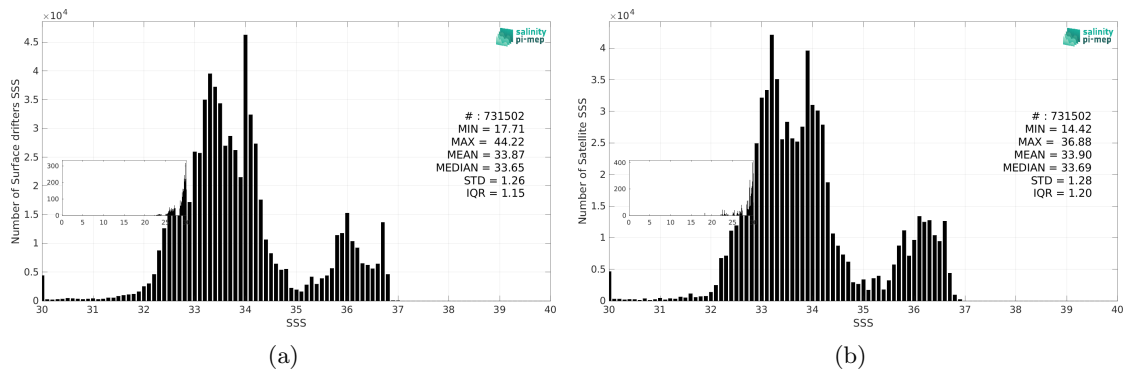 ×10⁴
4.5
4
3.5
3
2.5
2
1.5
1
0.5
0
Number of Surface drifters SSS
30 31 32 33 34 35 36 37 38 39 40
SSS
salinity
pi-mep
# : 731502
MIN = 17.71
MAX = 44.22
MEAN = 33.87
MEDIAN = 33.65
STD = 1.26
IQR = 1.15
300
200
100
0
0 5 10 15 20 25
(a)
×10⁴
4
3.5
3
2.5
2
1.5
1
0.5
0
Number of Satellite SSS
30 31 32 33 34 35 36 37 38 39 40
SSS
salinity
pi-mep
# : 731502
MIN = 14.42
MAX = 36.88
MEAN = 33.90
MEDIAN = 33.69
STD = 1.28
IQR = 1.20
400
200
0
0 5 10 15 20 25
(b)